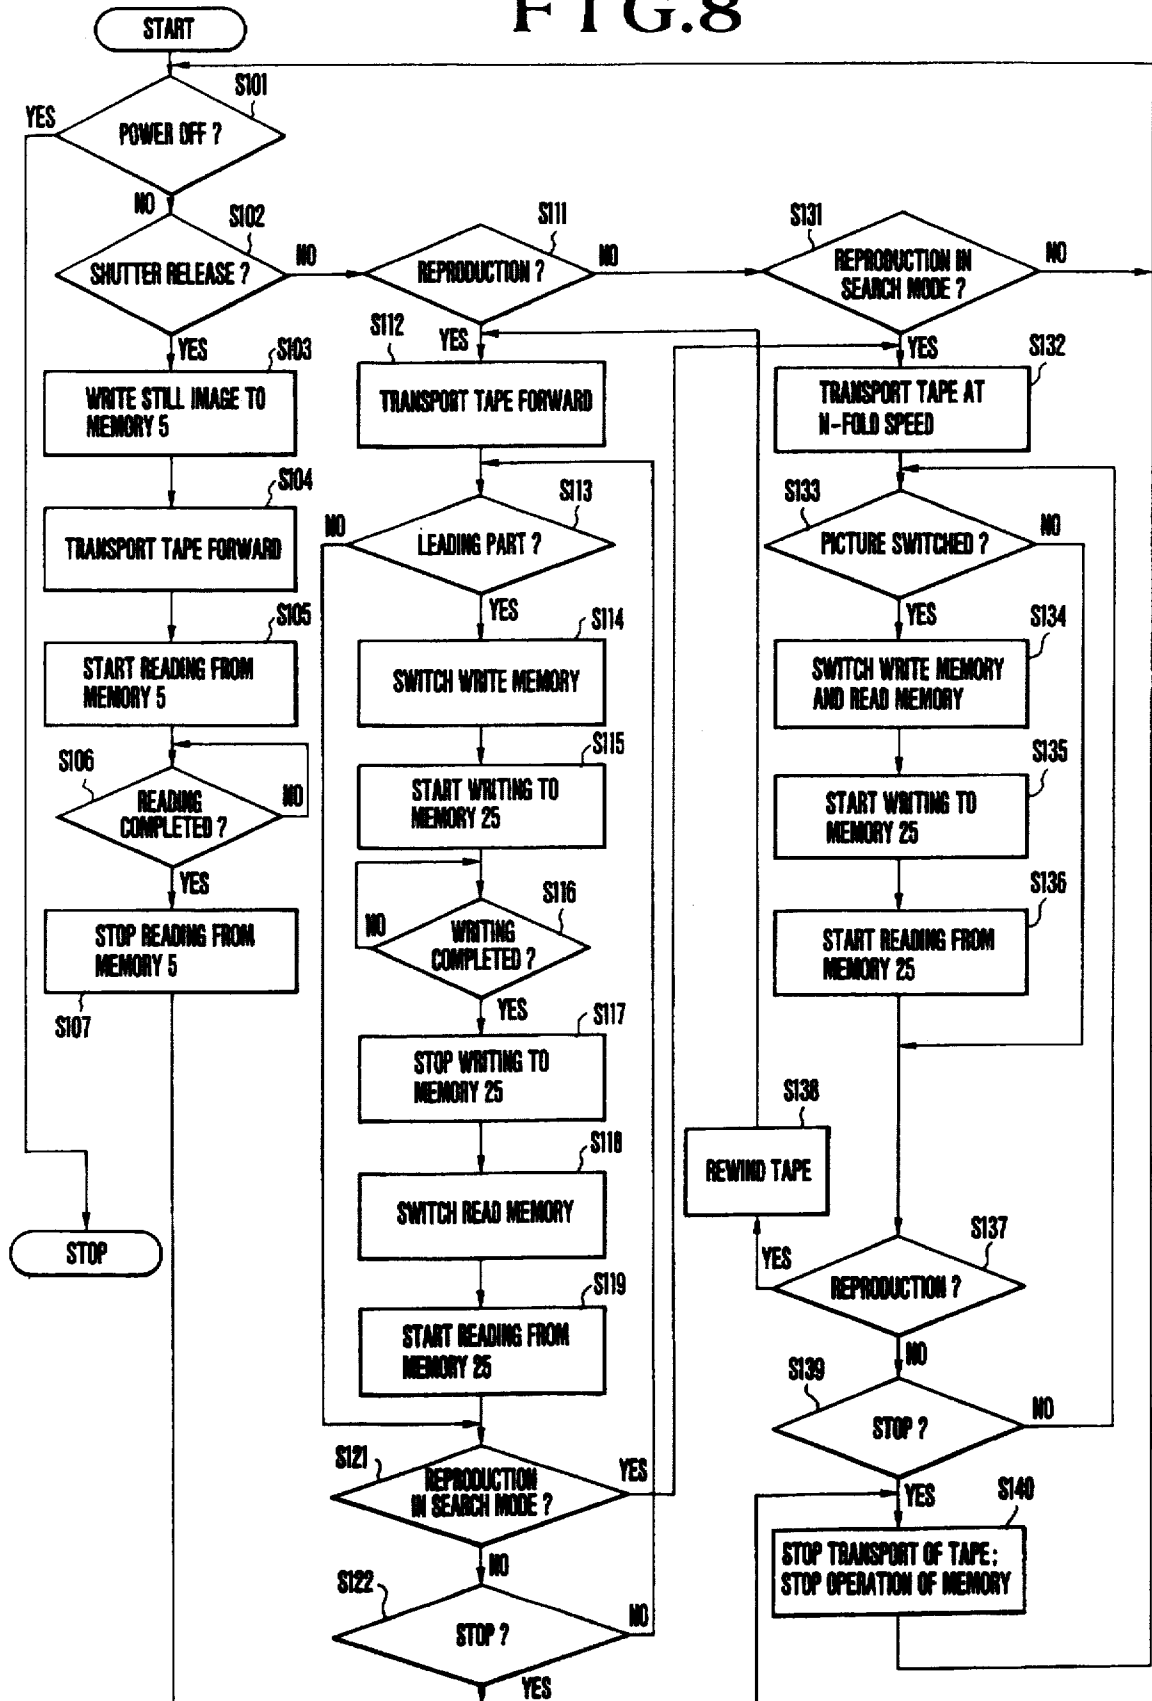 FIG.8
START
S101
YES
POWER OFF ?
NO
S102
SHUTTER RELEASE ?
NO
YES
S103
WRITE STILL IMAGE TO
MEMORY 5
S104
TRANSPORT TAPE FORWARD
S105
START READING FROM
MEMORY 5
S106
READING
COMPLETED ?
NO
YES
STOP READING FROM
MEMORY 5
S107
STOP
S111
REPRODUCTION ?
NO
YES
S112
TRANSPORT TAPE FORWARD
S113
NO
LEADING PART ?
YES
S114
SWITCH WRITE MEMORY
S115
START WRITING TO
MEMORY 25
S116
NO
WRITING
COMPLETED ?
YES
S117
STOP WRITING TO
MEMORY 25
S118
SWITCH READ MEMORY
S119
START READING FROM
MEMORY 25
S121
REPRODUCTION
IN SEARCH MODE ?
YES
NO
S122
STOP ?
NO
YES
S131
REPRODUCTION IN
SEARCH MODE ?
NO
YES
S132
TRANSPORT TAPE AT
N-FOLD SPEED
S133
PICTURE SWITCHED ?
NO
YES
S134
SWITCH WRITE MEMORY
AND READ MEMORY
S135
START WRITING TO
MEMORY 25
S136
START READING FROM
MEMORY 25
S138
REWIND TAPE
S137
YES
REPRODUCTION ?
NO
S139
STOP ?
NO
YES
S140
STOP TRANSPORT OF TAPE:
STOP OPERATION OF MEMORY